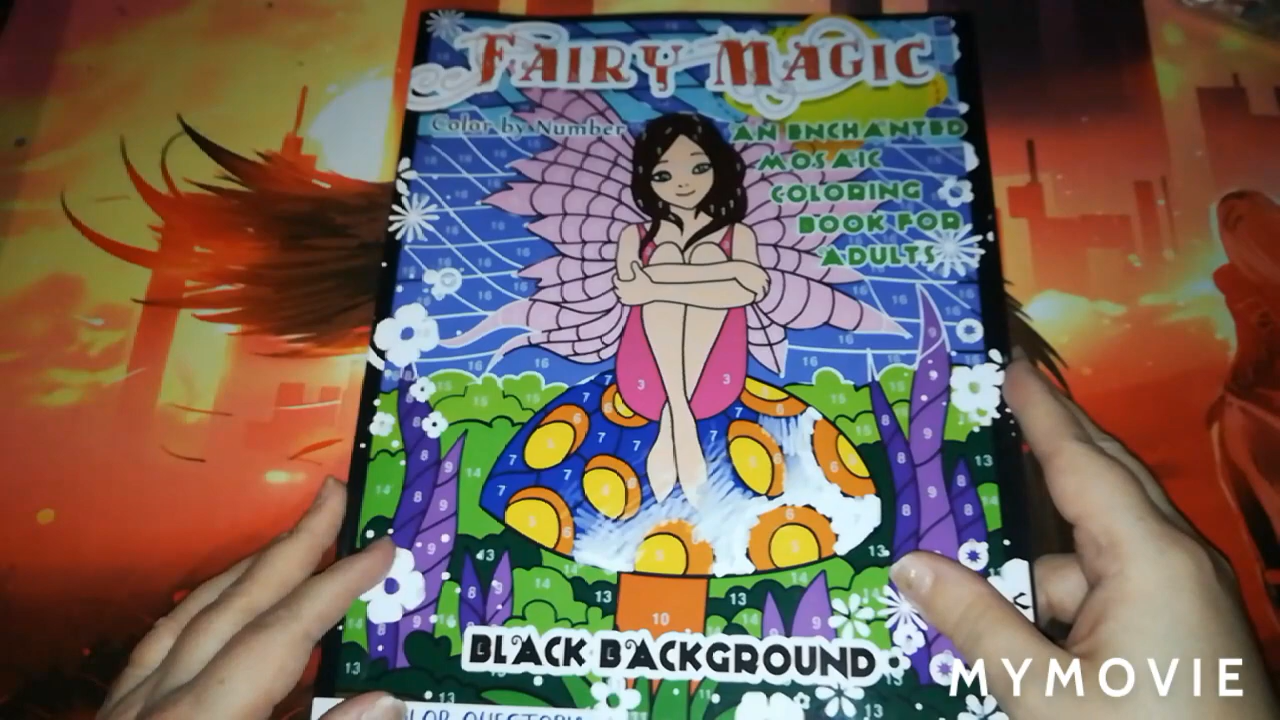 FAIRY MAGIC
Color by Number
AN ENCHANTED
MOSAIC
COLORING
BOOK FOR
ADULTS
BLACK BACKGROUND
MYMOVIE